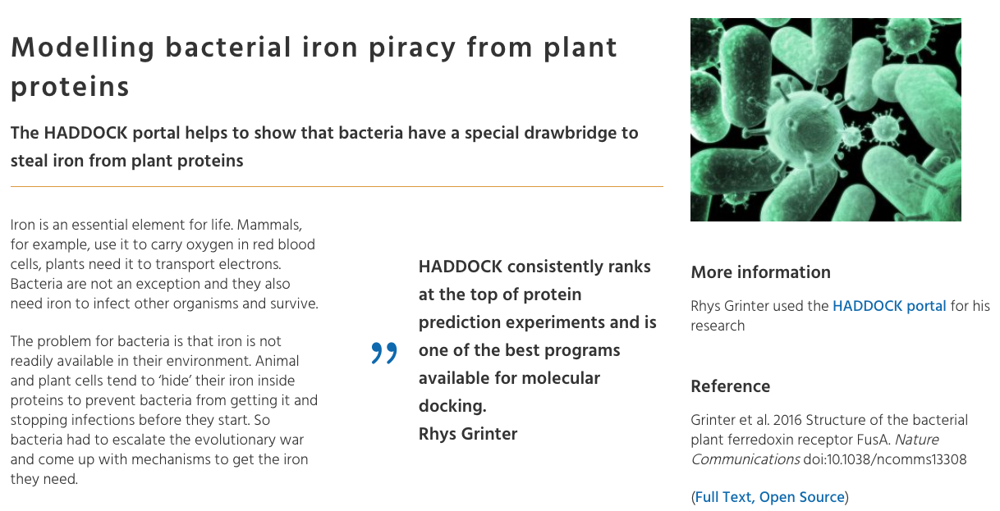 Modelling bacterial iron piracy from plant
proteins
The HADDOCK portal helps to show that bacteria have a special drawbridge to
steal iron from plant proteins
Iron is an essential element for life. Mammals,
for example, use it to carry oxygen in red blood
cells, plants need it to transport electrons.
Bacteria are not an exception and they also
need iron to infect other organisms and survive.
The problem for bacteria is that iron is not
readily available in their environment. Animal
and plant cells tend to ‘hide’ their iron inside
proteins to prevent bacteria from getting it and
stopping infections before they start. So
bacteria had to escalate the evolutionary war
and come up with mechanisms to get the iron
they need.
”
HADDOCK consistently ranks
at the top of protein
prediction experiments and is
one of the best programs
available for molecular
docking.
Rhys Grinter
More information
Rhys Grinter used the HADDOCK portal for his
research
Reference
Grinter et al. 2016 Structure of the bacterial
plant ferredoxin receptor FusA. Nature
Communications doi:10.1038/ncomms13308
(Full Text, Open Source)